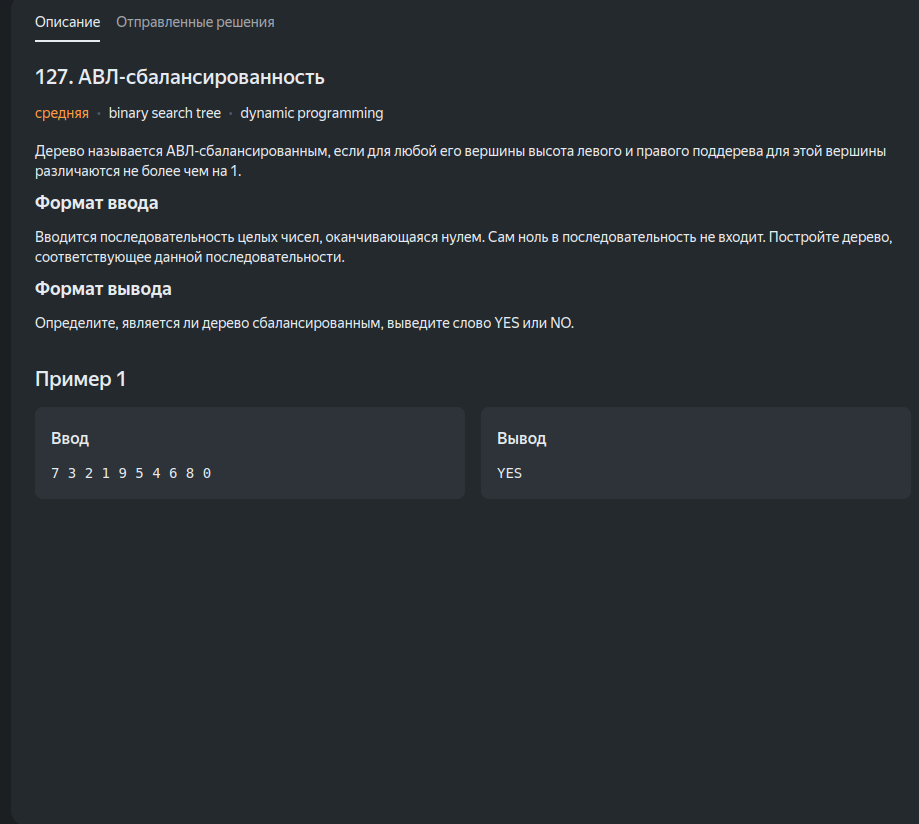 Описание Отправленные решения
127. АВЛ-сбалансированность
средняя · binary search tree · dynamic programming
Дерево называется АВЛ-сбалансированным, если для любой его вершины высота левого и правого поддерева для этой вершины
различаются не более чем на 1.
Формат ввода
Вводится последовательность целых чисел, оканчивающаяся нулем. Сам ноль в последовательность не входит. Постройте дерево,
соответствующее данной последовательности.
Формат вывода
Определите, является ли дерево сбалансированным, выведите слово YES или NO.
Пример 1
Ввод
7 3 2 1 9 5 4 6 8 0
Вывод
YES